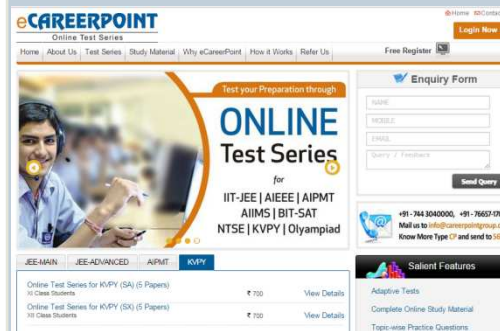 eCAREERPOINT
Online Test Series
Home
Login Now
Home About Us Test Series Study Material Why eCareerPoint How it Works Refer Us
Free Register
Test your Preparation through
ONLINE
Test Series
for
IIT-JEE | AIEEE | AIPMT
AIIMS | BIT-SAT
NTSE | KVPY | Olympiad
Enquiry Form
NAME
MOBILE
EMAIL
Query / Feedback
Send Query
+91 - 744 3040000,
Mail us to info@careerpointgroup.c
Know More Type CP and send to
JEE-MAIN JEE-ADVANCED AIPMT KVPY
Online Test Series for KVPY (SA) (5 Papers)
XI Class Students
₹ 700 View Details
Online Test Series for KVPY (SX) (5 Papers)
XII Class Students
₹ 700 View Details
Salient Features
Adaptive Tests
Complete Online Study Material
Topic-wise Practice Questions